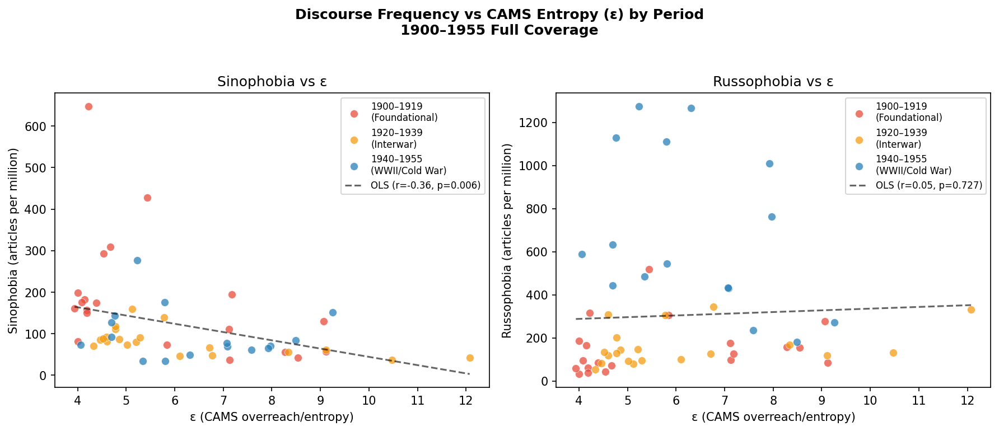 Discourse Frequency vs CAMS Entropy (ε) by Period
1900–1955 Full Coverage
Sinophobia vs ε
Sinophobia (articles per million)
600
500
400
300
200
100
0
4 5 6 7 8 9 10 11 12
ε (CAMS overreach/entropy)
1900–1919
(Foundational)
1920–1939
(Interwar)
1940–1955
(WWII/Cold War)
OLS (r=-0.36, p=0.006)
Russophobia vs ε
Russophobia (articles per million)
1200
1000
800
600
400
200
0
4 5 6 7 8 9 10 11 12
ε (CAMS overreach/entropy)
1900–1919
(Foundational)
1920–1939
(Interwar)
1940–1955
(WWII/Cold War)
OLS (r=0.05, p=0.727)